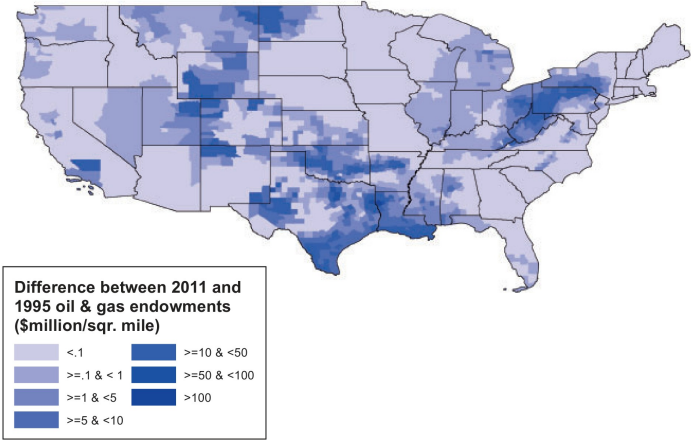 Difference between 2011 and
1995 oil & gas endowments
($million/sqr. mile)
<.1
>=.1 & < 1
>=1 & <5
>=5 & <10
>=10 & <50
>=50 & <100
>100